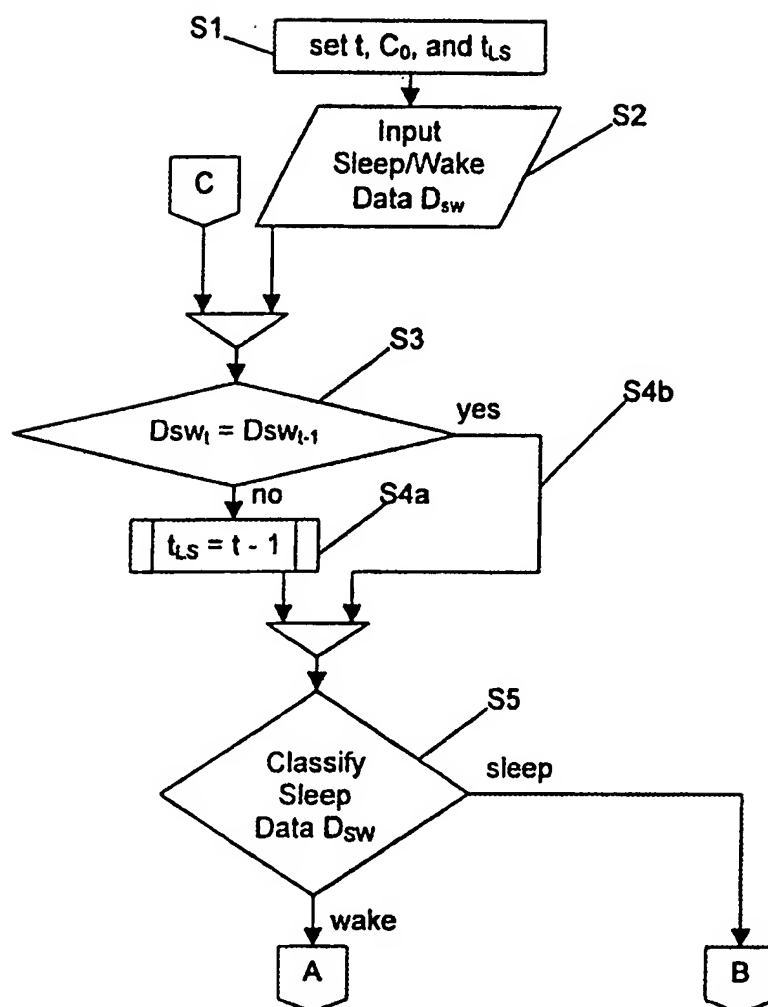 S1
set t, C₀, and t_LS
Input
Sleep/Wake
Data D_sw
S2
C
S3
Dsw_t = Dsw_t-1
yes
S4b
no
S4a
t_LS = t - 1
S5
Classify
Sleep
Data D_SW
sleep
wake
A
B